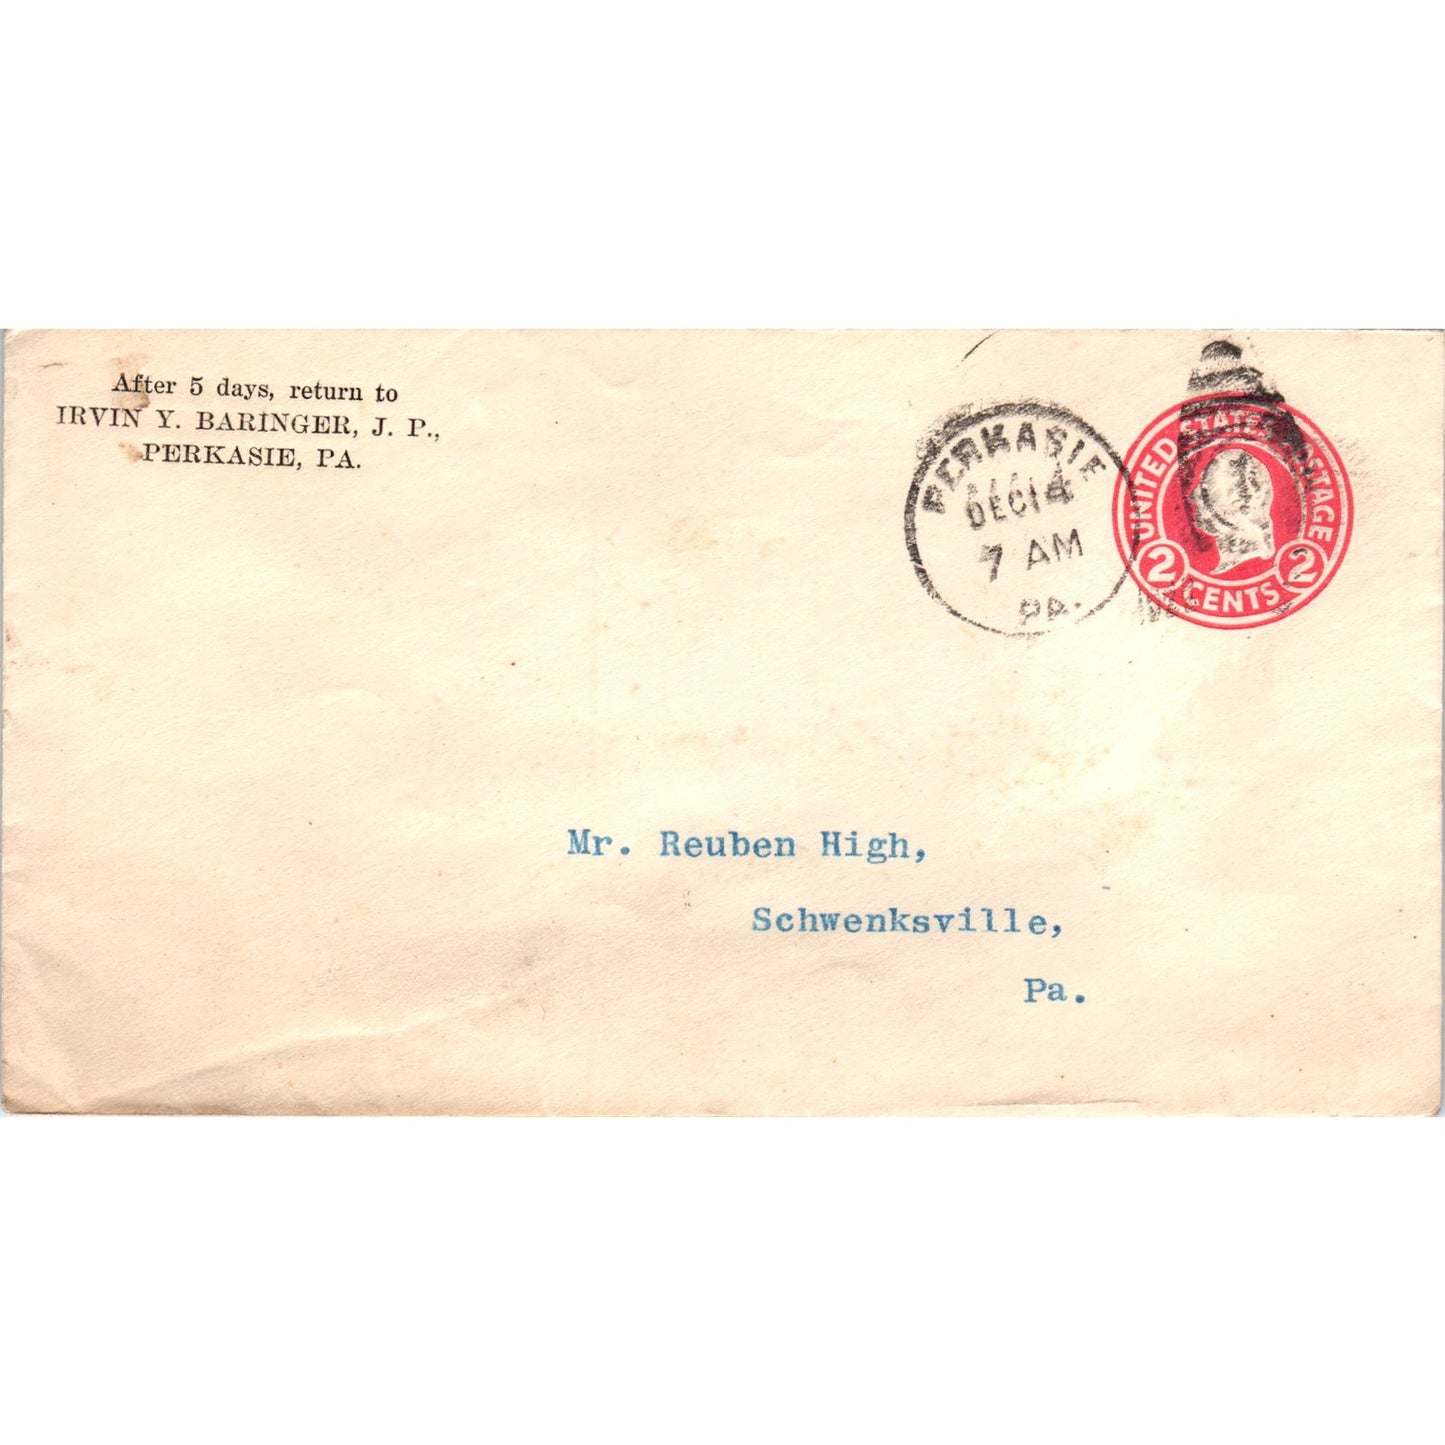 After 5 days, return to
IRVIN Y. BARINGER, J. P.,
PERKASIE, PA.
PERKASIE
DEC 14
7 AM
PA.
UNITED STATES POSTAGE
2 CENTS 2
Mr. Reuben High,
Schwenksville,
Pa.